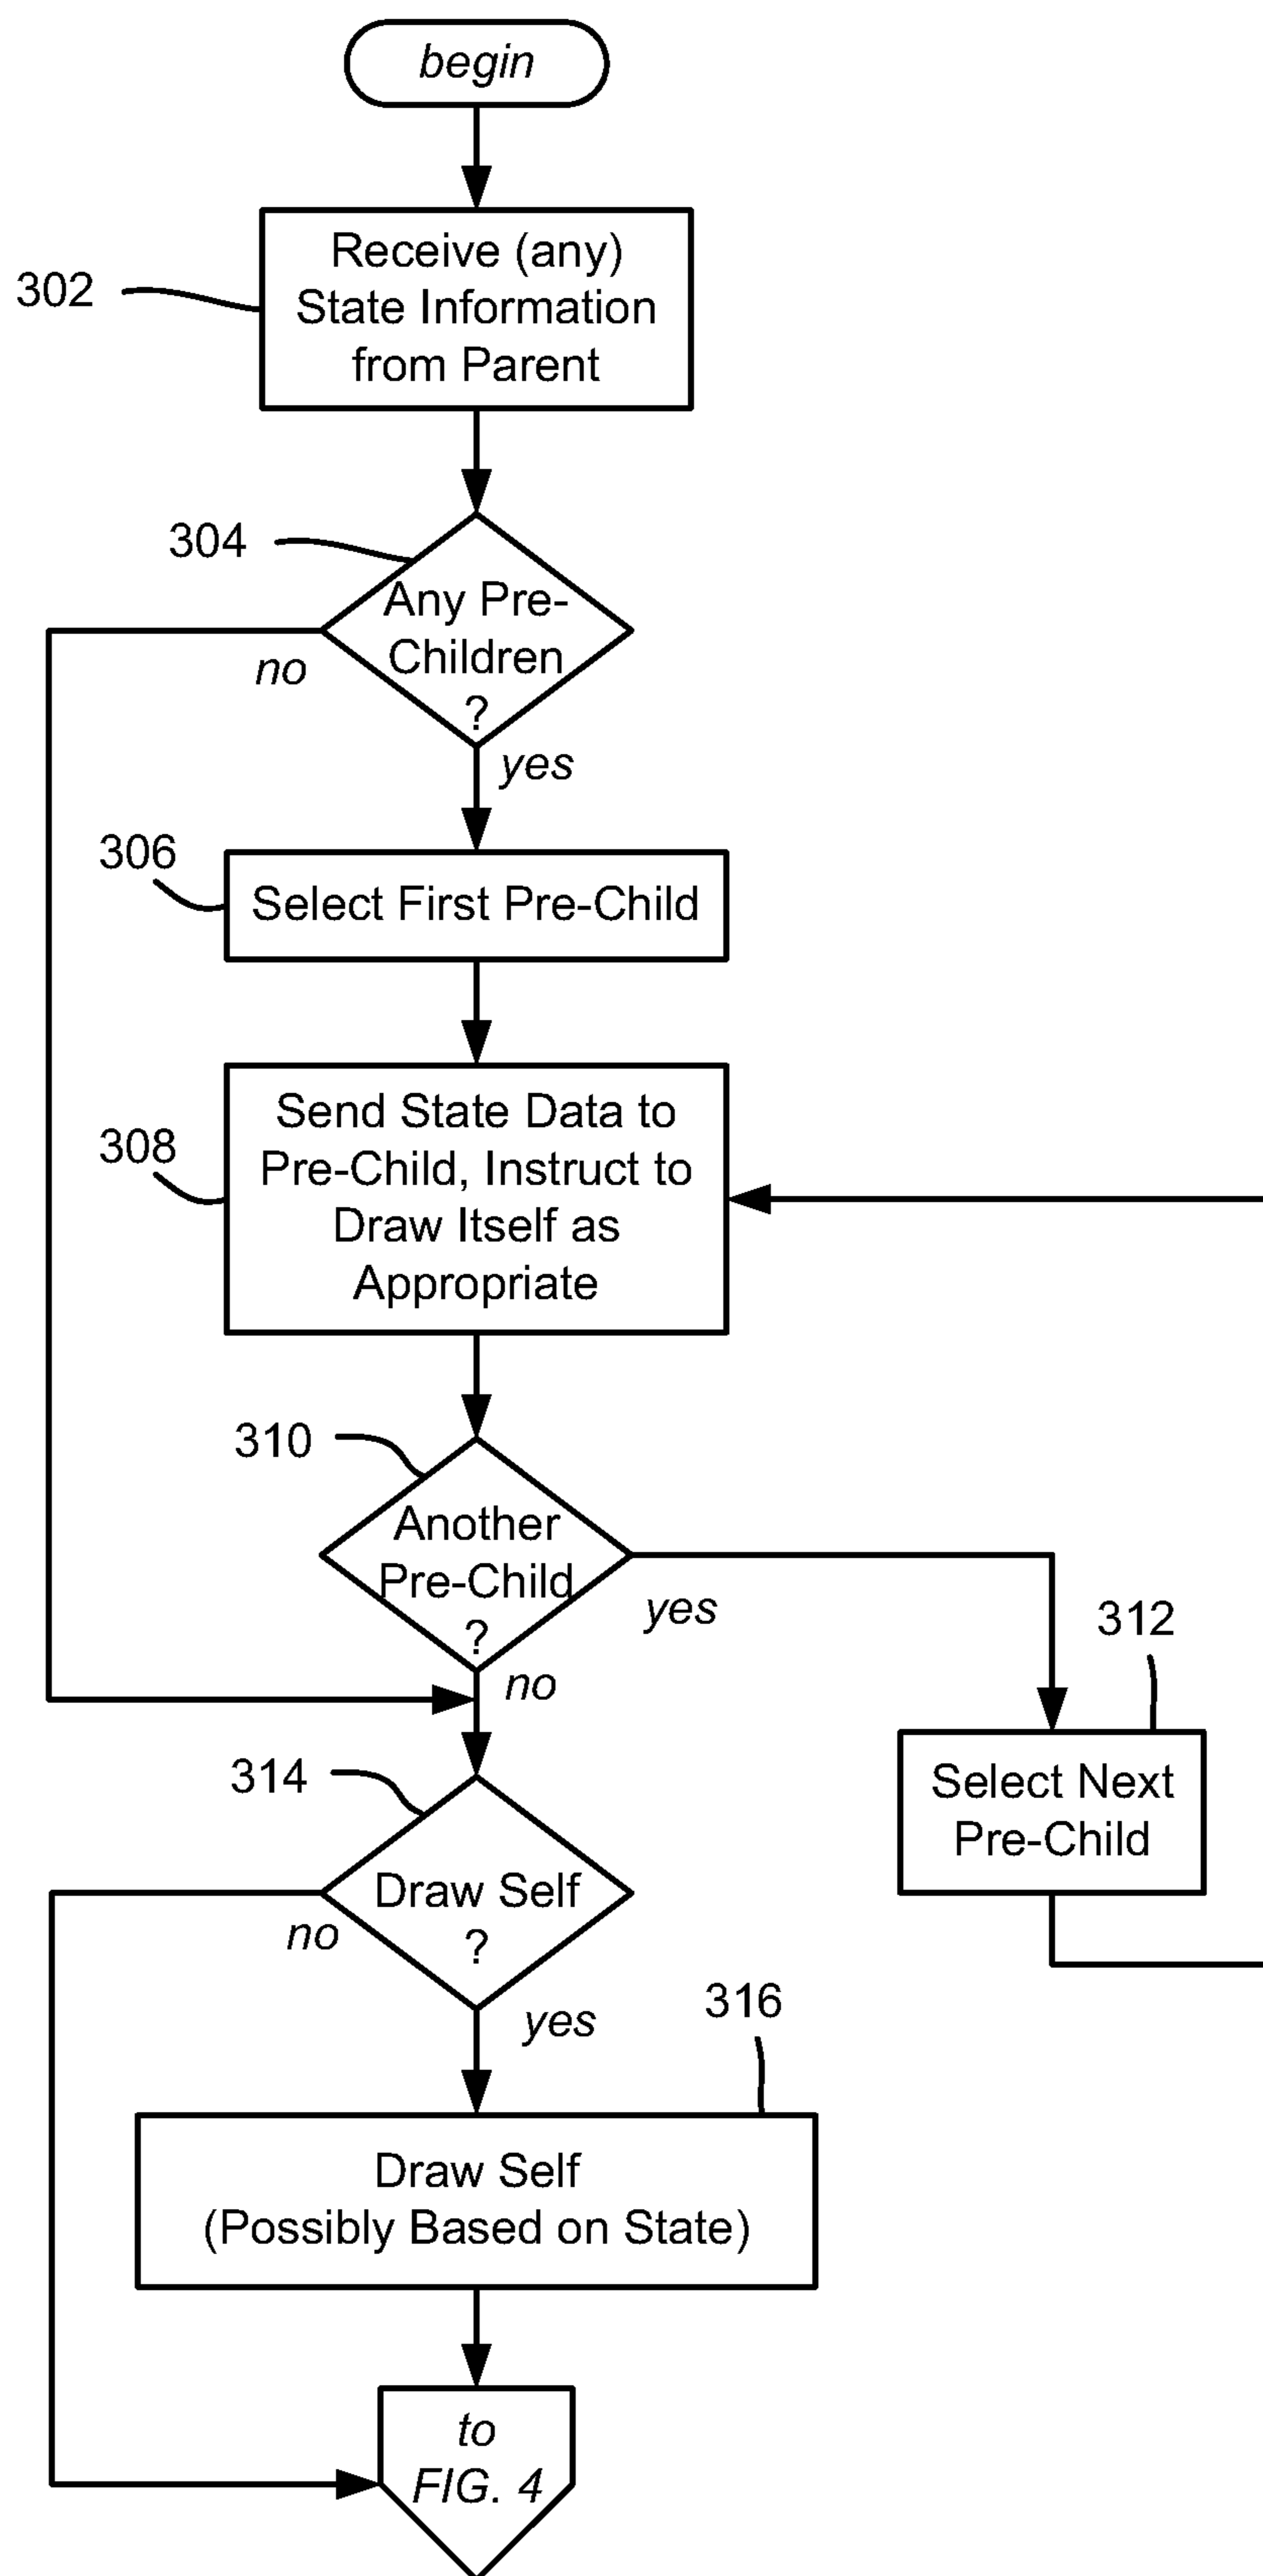 begin
302
Receive (any)
State Information
from Parent
304
Any Pre-
Children
?
no
yes
306
Select First Pre-Child
308
Send State Data to
Pre-Child, Instruct to
Draw Itself as
Appropriate
310
Another
Pre-Child
?
yes
no
312
Select Next
Pre-Child
314
Draw Self
?
no
yes
316
Draw Self
(Possibly Based on State)
to
FIG. 4